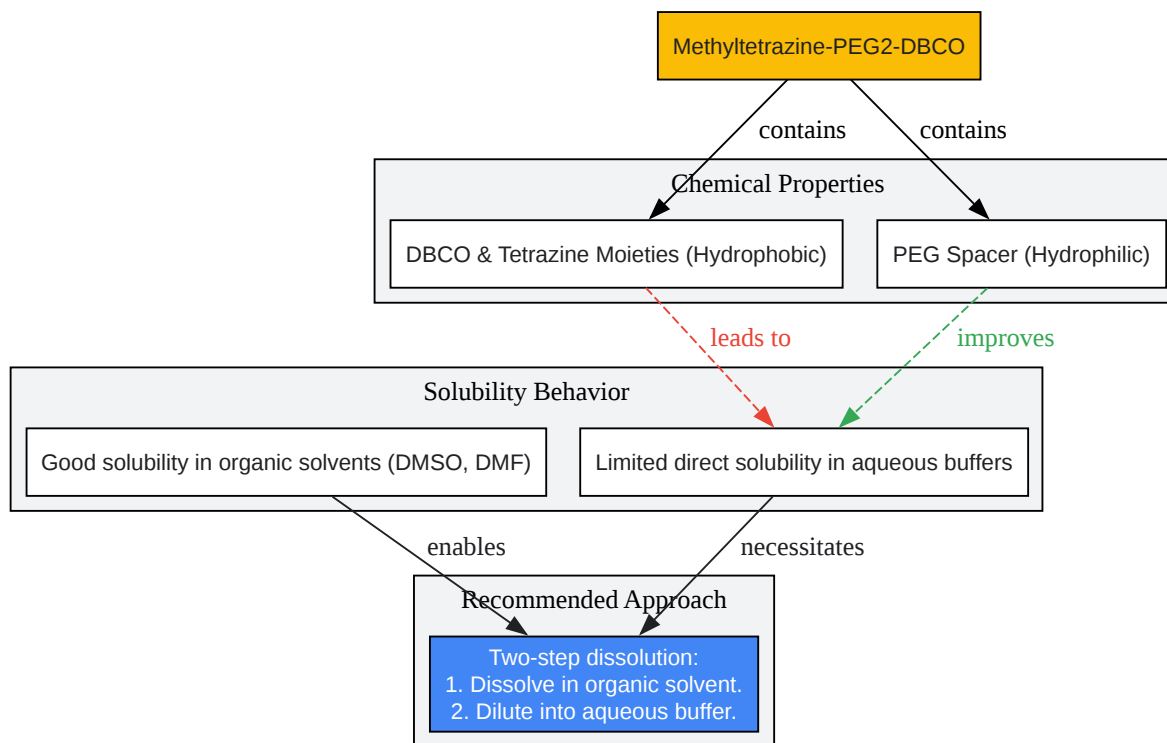 Methyltetrazine-PEG2-DBCO
contains
contains
Chemical Properties
DBCO & Tetrazine Moieties (Hydrophobic)
PEG Spacer (Hydrophilic)
leads to
improves
Solubility Behavior
Good solubility in organic solvents (DMSO, DMF)
Limited direct solubility in aqueous buffers
enables
necessitates
Recommended Approach
Two-step dissolution:
1. Dissolve in organic solvent.
2. Dilute into aqueous buffer.